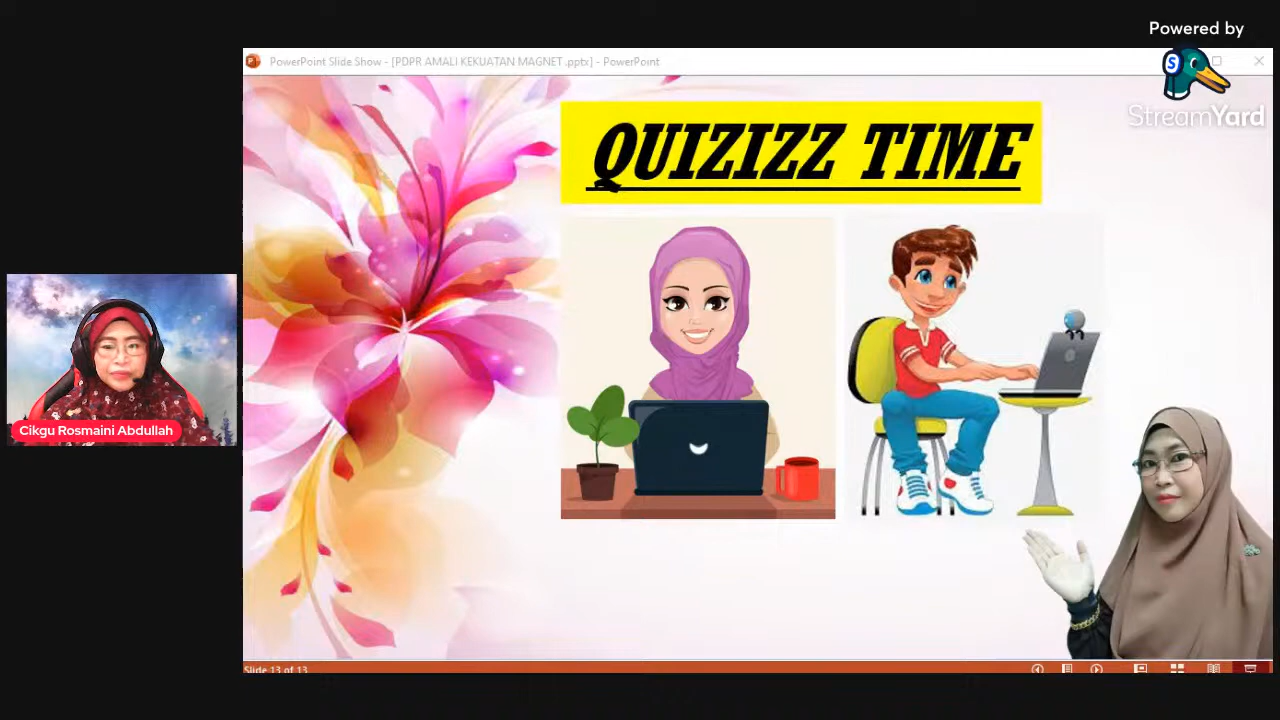 Powered by
PowerPoint Slide Show - [PDPR AMALI KEKUATAN MAGNET .pptx] - PowerPoint
S
StreamYard
QUIZIZZ TIME
Cikgu Rosmaini Abdullah
Slide 13 of 13